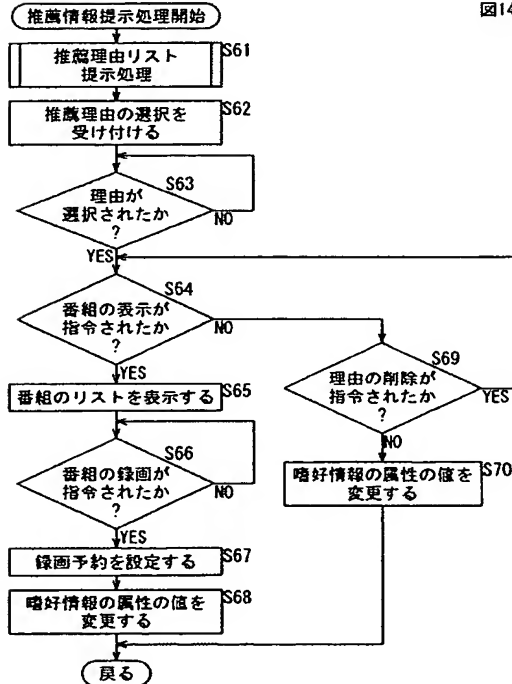 図14
推薦情報提示処理開始
推薦理由リスト
提示処理
S61
推薦理由の選択を
受け付ける
S62
理由が
選択されたか
?
S63
NO
YES
番組の表示が
指令されたか
?
S64
NO
YES
番組のリストを表示する
S65
番組の録画が
指令されたか
?
S66
NO
YES
録画予約を設定する
S67
嗜好情報の属性の値を
変更する
S68
理由の削除が
指令されたか
?
S69
YES
NO
嗜好情報の属性の値を
変更する
S70
戻る